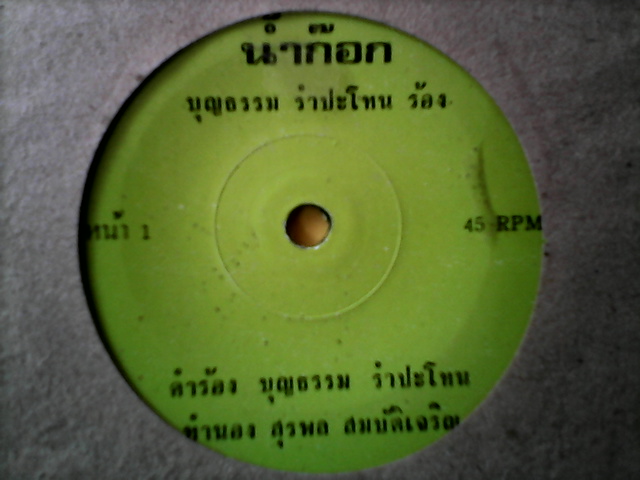 น้ำก๊อก
บุญธรรม รำปะโทน ร้อง
หน้า 1
45 RPM
คำร้อง บุญธรรม รำปะโทน
ทำนอง สุรพล สมบัติเจริญ